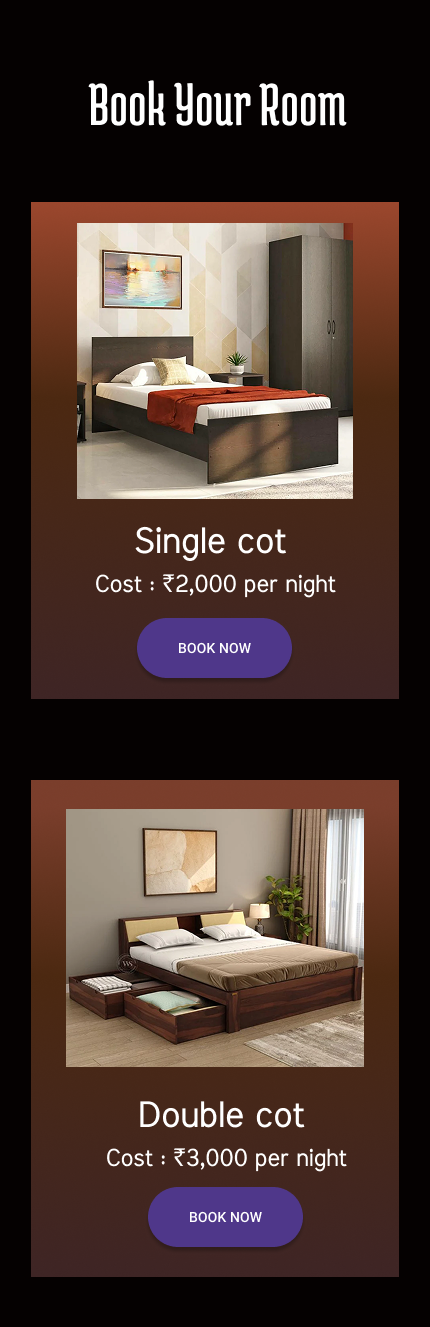 Book Your Room
Single cot
Cost : ₹2,000 per night
BOOK NOW
Double cot
Cost : ₹3,000 per night
BOOK NOW